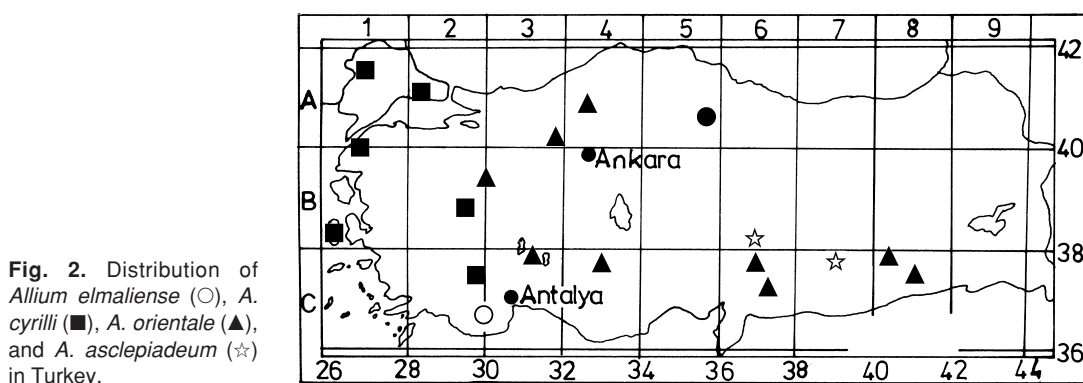 1 2 3 4 5 6 7 8 9
42
A
40
Ankara
B
38
Antalya
C
36
26 28 30 32 34 36 38 40 42 44
Fig. 2. Distribution of
Allium elmaliense (○), A.
cyrilli (■), A. orientale (▲),
and A. asclepiadeum (☆)
in Turkey.